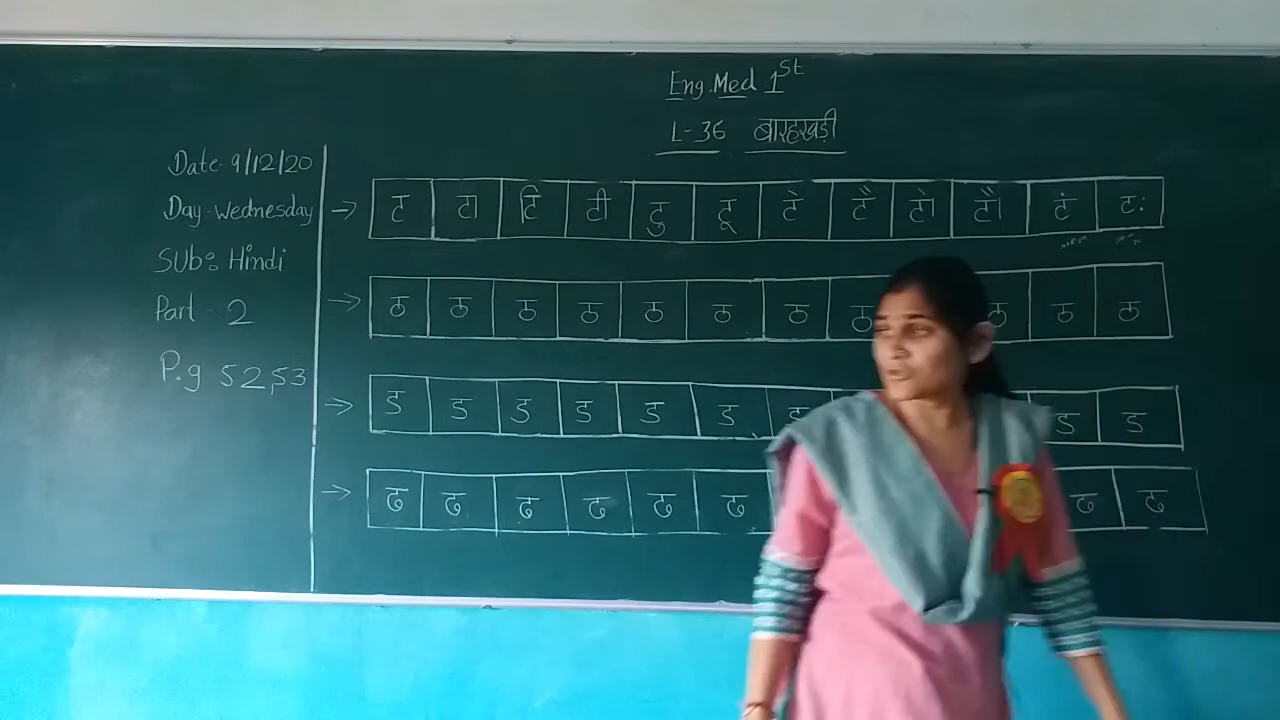 Eng.Med 1st
L-36 बारहखड़ी
Date- 9/12/20
Day-Wednesday
SUb: Hindi
Part - 2
P.g 52,53
→ ट टा टि टी टु टू टे टै टो टौ टं टः
→ ठ ठ ठ ठ ठ ठ ठ ठ ठ ठ ठ
→ ड ड ड ड ड ड ड ड ड
→ ढ ढ ढ ढ ढ ढ ढ ढ